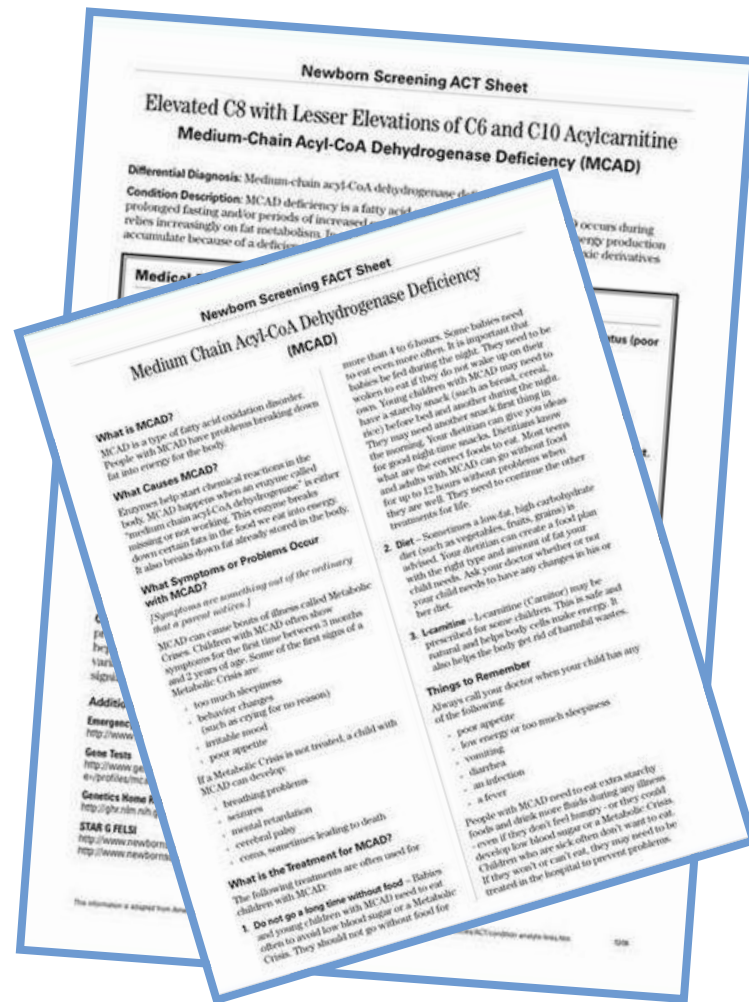 Newborn Screening ACT Sheet
Elevated C8 with Lesser Elevations of C6 and C10 Acylcarnitine
Medium-Chain Acyl-CoA Dehydrogenase Deficiency (MCAD)
Differential Diagnosis: Medium-chain acyl-CoA dehydrogenase
Condition Description: MCAD deficiency is a fatty acid occurs during
prolonged fasting and/or periods of increased energy production
relies increasingly on fat metabolism. derivatives
accumulate because of a
Medical
(poor
Additio
Emergency
http://www
Gene Tests
http://www.ge
e=/profiles/mc
Genetics Home R
http://ghr.nlm.nih.g
STAR G FELSI
http://www.newborns
http://www.newborns
This information is adapted from
Newborn Screening FACT Sheet
Medium Chain Acyl-CoA Dehydrogenase Deficiency
(MCAD)
What is MCAD?
MCAD is a type of fatty acid oxidation disorder.
People with MCAD have problems breaking down
fat into energy for the body.
What Causes MCAD?
Enzymes help start chemical reactions in the
body. MCAD happens when an enzyme called
"medium chain acyl-CoA dehydrogenase" is either
missing or not working. This enzyme breaks
down certain fats in the food we eat into energy.
It also breaks down fat already stored in the body.
What Symptoms or Problems Occur
with MCAD?
[Symptoms are something out of the ordinary
that a parent notices.]
MCAD can cause bouts of illness called Metabolic
Crises. Children with MCAD often show
symptoms for the first time between 3 months
and 2 years of age. Some of the first signs of a
Metabolic Crisis are:
- too much sleepiness
- behavior changes
(such as crying for no reason)
- irritable mood
- poor appetite
If a Metabolic Crisis is not treated, a child with
MCAD can develop:
- breathing problems
- seizures
- mental retardation
- cerebral palsy
- coma, sometimes leading to death
What is the Treatment for MCAD?
The following treatments are often used for
children with MCAD:
1. Do not go a long time without food – Babies
and young children with MCAD need to eat
often to avoid low blood sugar or a Metabolic
Crisis. They should not go without food for
more than 4 to 6 hours. Some babies need
to eat even more often. It is important that
babies be fed during the night. They need to be
woken to eat if they do not wake up on their
own. Young children with MCAD may need to
have a starchy snack (such as bread, cereal,
rice) before bed and another during the night.
They may need another snack first thing in
the morning. Your dietitian can give you ideas
for good night-time snacks. Dietitians know
what are the correct foods to eat. Most teens
and adults with MCAD can go without food
for up to 12 hours without problems when
they are well. They need to continue the other
treatments for life.
2. Diet – Sometimes a low-fat, high carbohydrate
diet (such as vegetables, fruits, grains) is
advised. Your dietitian can create a food plan
with the right type and amount of fat your
child needs. Ask your doctor whether or not
your child needs to have any changes in his or
her diet.
3. L-carnitine – L-carnitine (Carnitor) may be
prescribed for some children. This is safe and
natural and helps body cells make energy. It
also helps the body get rid of harmful wastes.
Things to Remember
Always call your doctor when your child has any
of the following:
- poor appetite
- low energy or too much sleepiness
- vomiting
- diarrhea
- an infection
- a fever
People with MCAD need to eat extra starchy
foods and drink more fluids during any illness
- even if they don't feel hungry - or they could
develop low blood sugar or a Metabolic Crisis.
Children who are sick often don't want to eat.
If they won't or can't eat, they may need to be
treated in the hospital to prevent problems.